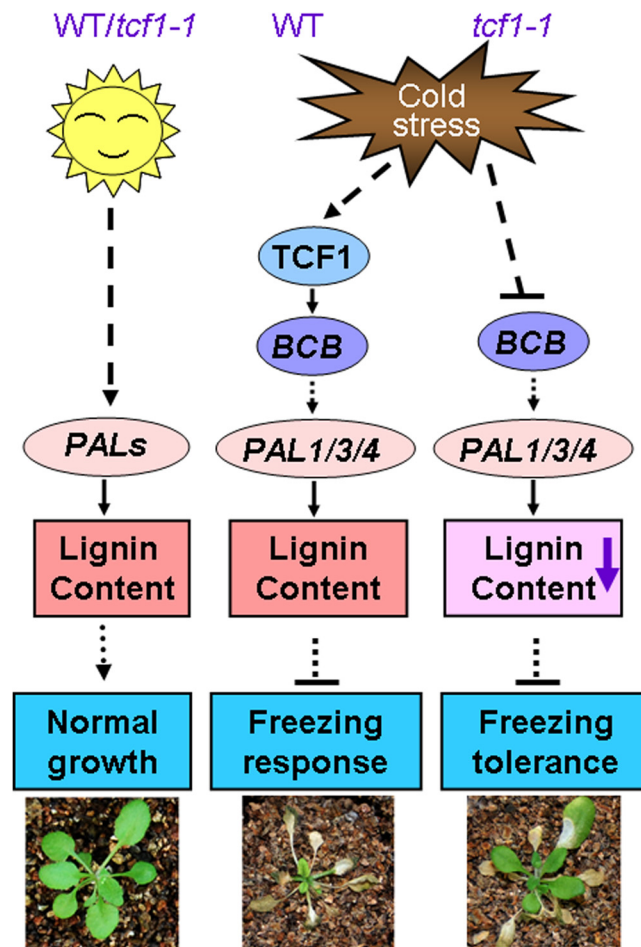 WT/tcf1-1
WT
tcf1-1
Cold
stress
TCF1
BCB
BCB
PALs
PAL1/3/4
PAL1/3/4
Lignin
Content
Lignin
Content
Lignin
Content
Normal
growth
Freezing
response
Freezing
tolerance